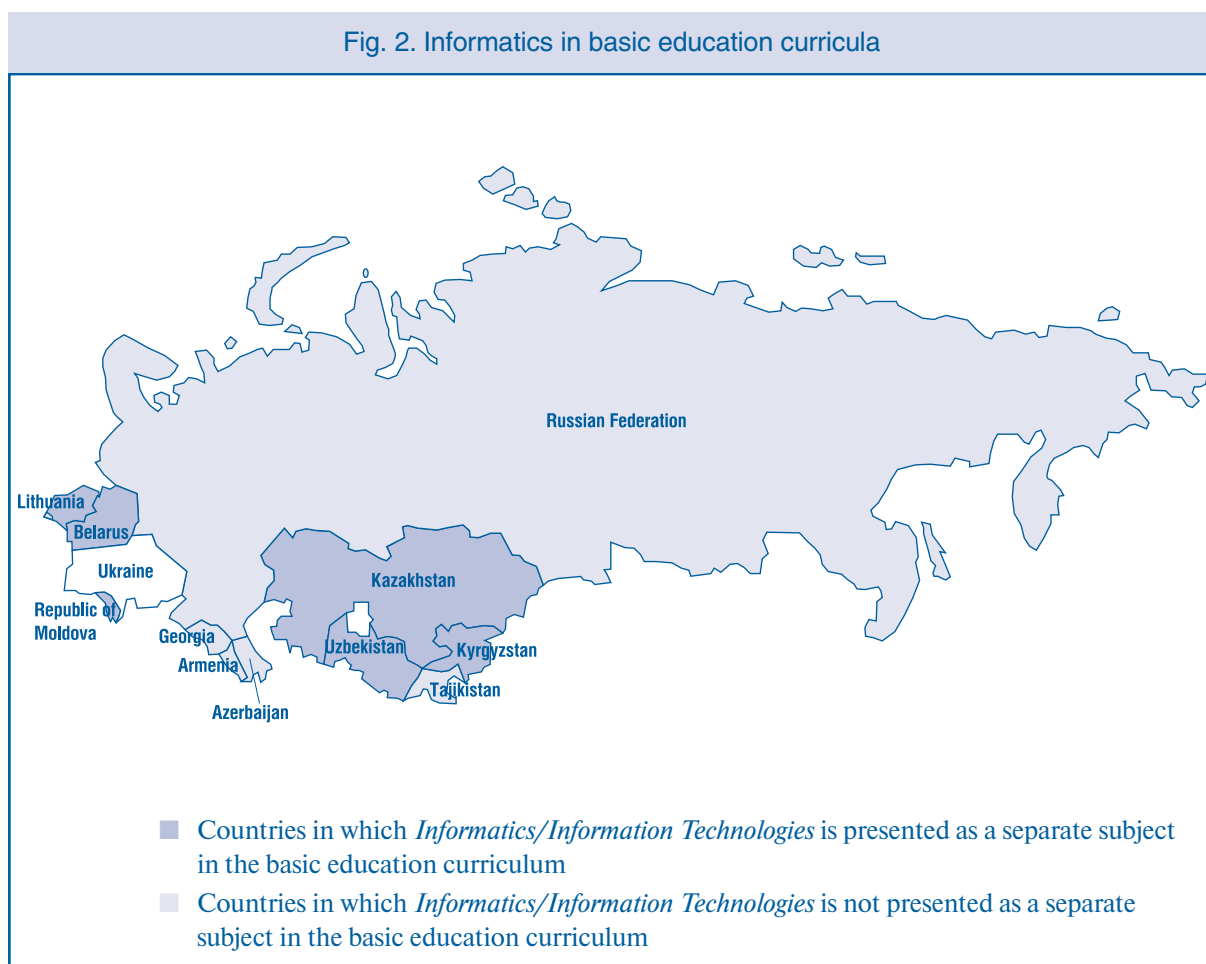 Fig. 2. Informatics in basic education curricula
Russian Federation
Lithuania
Belarus
Ukraine
Kazakhstan
Republic of
Moldova
Georgia
Uzbekistan
Kyrgyzstan
Armenia
Tajikistan
Azerbaijan
Countries in which Informatics/Information Technologies is presented as a separate subject
in the basic education curriculum
Countries in which Informatics/Information Technologies is not presented as a separate
subject in the basic education curriculum